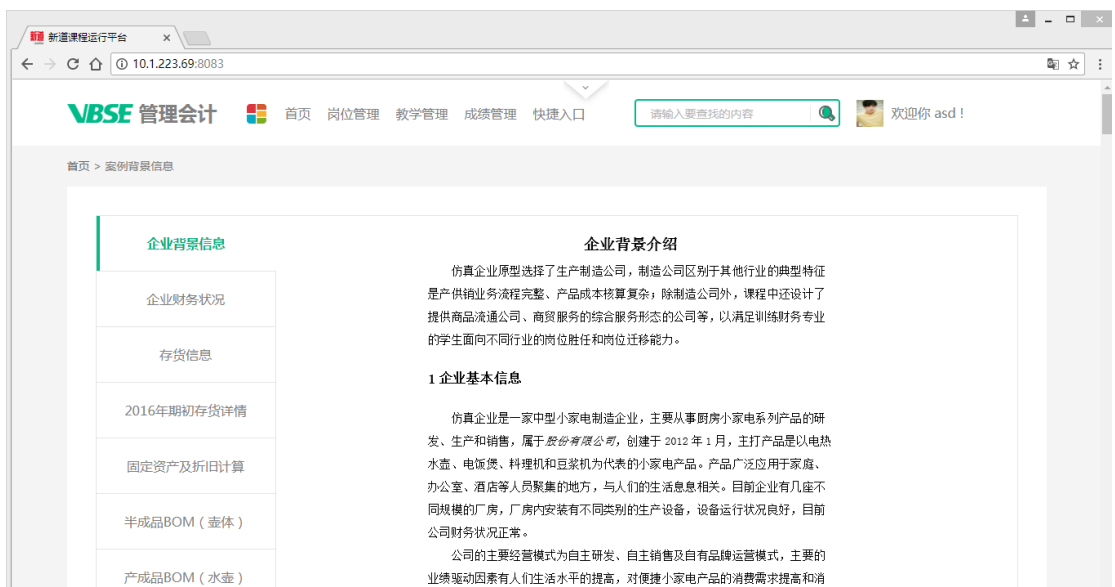 新道课程运行平台
10.1.223.69:8083
VBSE 管理会计 首页 岗位管理 教学管理 成绩管理 快捷入口 请输入要查找的内容 欢迎你 asd !
首页 > 案例背景信息
企业背景信息
企业财务状况
存货信息
2016年期初存货详情
固定资产及折旧计算
半成品BOM ( 壶体 )
产成品BOM ( 水壶 )
企业背景介绍
仿真企业原型选择了生产制造公司，制造公司区别于其他行业的典型特征
是产供销业务流程完整、产品成本核算复杂；除制造公司外，课程中还设计了
提供商品流通公司、商贸服务的综合服务形态的公司等，以满足训练财务专业
的学生面向不同行业的岗位胜任和岗位迁移能力。
1 企业基本信息
仿真企业是一家中型小家电制造企业，主要从事厨房小家电系列产品的研
发、生产和销售，属于股份有限公司，创建于 2012 年 1 月，主打产品是以电热
水壶、电饭煲、料理机和豆浆机为代表的小家电产品。产品广泛应用于家庭、
办公室、酒店等人员聚集的地方，与人们的生活息息相关。目前企业有几座不
同规模的厂房，厂房内安装有不同类别的生产设备，设备运行状况良好，目前
公司财务状况正常。
公司的主要经营模式为自主研发、自主销售及自有品牌运营模式，主要的
业绩驱动因素有人们生活水平的提高，对便捷小家电产品的消费需求提高和消